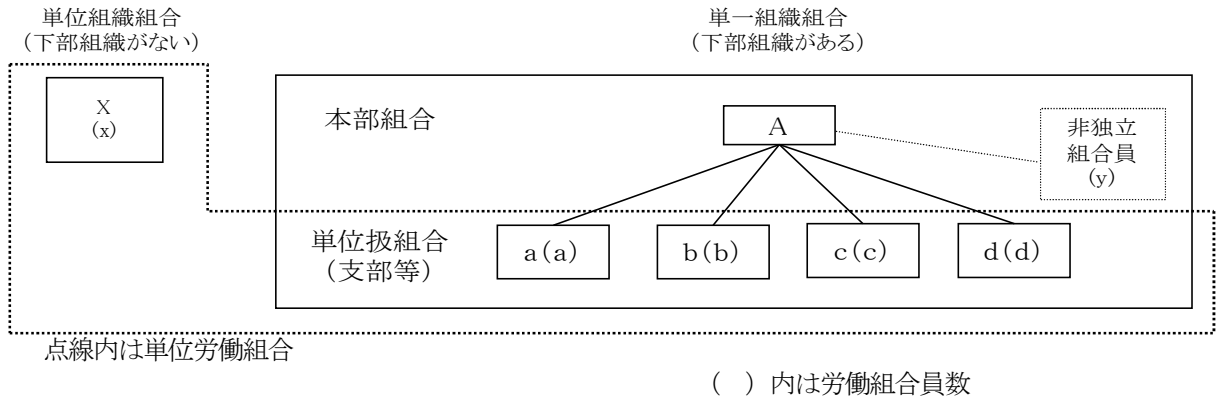 単位組織組合
（下部組織がない）
単一組織組合
（下部組織がある）
X
(x)
本部組合
A
非独立
組合員
(y)
単位扱組合
（支部等）
a(a)
b(b)
c(c)
d(d)
点線内は単位労働組合
（　）内は労働組合員数